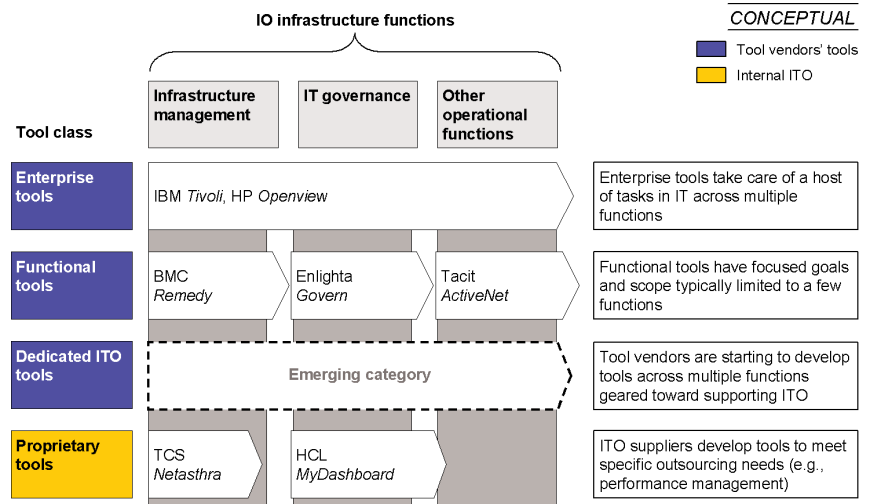 IO infrastructure functions
CONCEPTUAL
Tool vendors' tools
Internal ITO
Tool class
Infrastructure
management
IT governance
Other
operational
functions
Enterprise
tools
IBM Tivoli, HP Openview
Enterprise tools take care of a host
of tasks in IT across multiple
functions
Functional
tools
BMC
Remedy
Enlighta
Govern
Tacit
ActiveNet
Functional tools have focused goals
and scope typically limited to a few
functions
Dedicated ITO
tools
Emerging category
Tool vendors are starting to develop
tools across multiple functions
geared toward supporting ITO
Proprietary
tools
TCS
Netasthra
HCL
MyDashboard
ITO suppliers develop tools to meet
specific outsourcing needs (e.g.,
performance management)